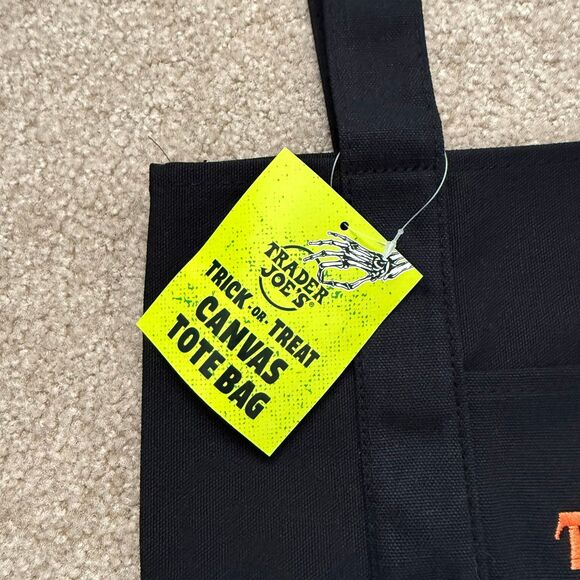 TRADER
JOE'S®
TRICK OR TREAT
CANVAS
TOTE BAG
T